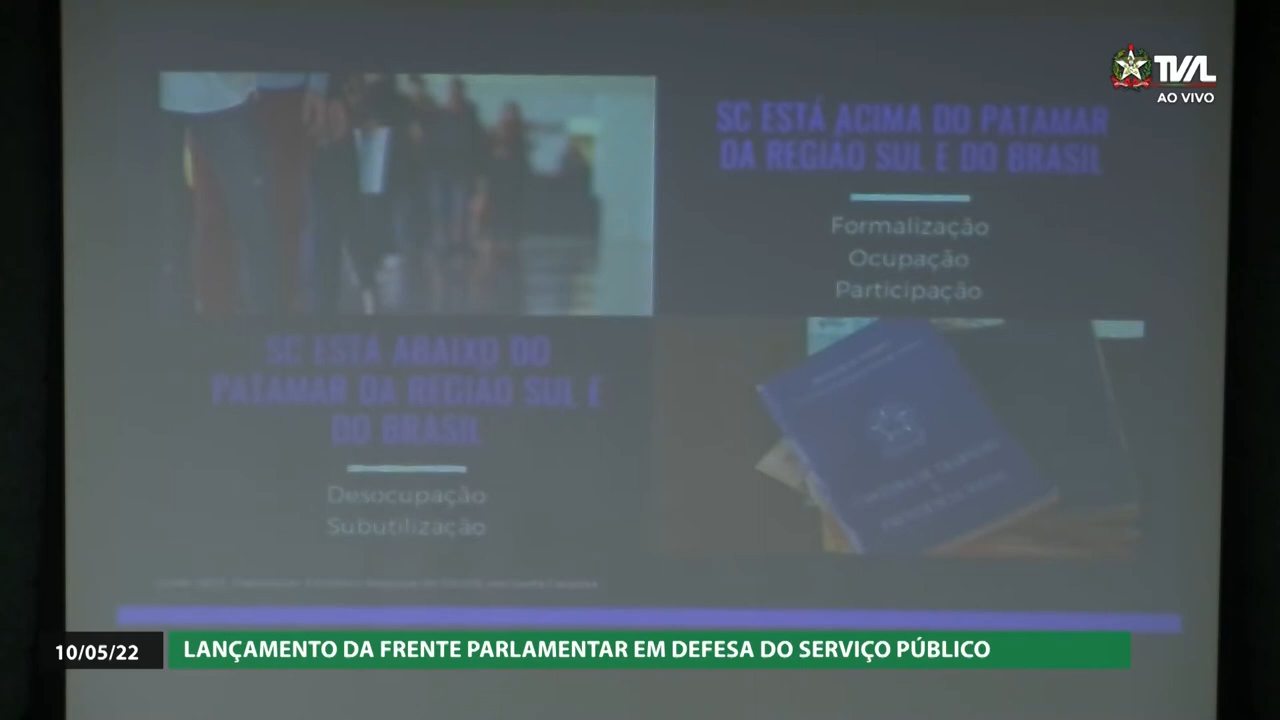 TVAL
AO VIVO
SC ESTÁ ACIMA DO PATAMAR
DA REGIÃO SUL E DO BRASIL
Formalização
Ocupação
Participação
SC ESTÁ ABAIXO DO
PATAMAR DA REGIÃO SUL E
DO BRASIL
Desocupação
Subutilização
10/05/22
LANÇAMENTO DA FRENTE PARLAMENTAR EM DEFESA DO SERVIÇO PÚBLICO